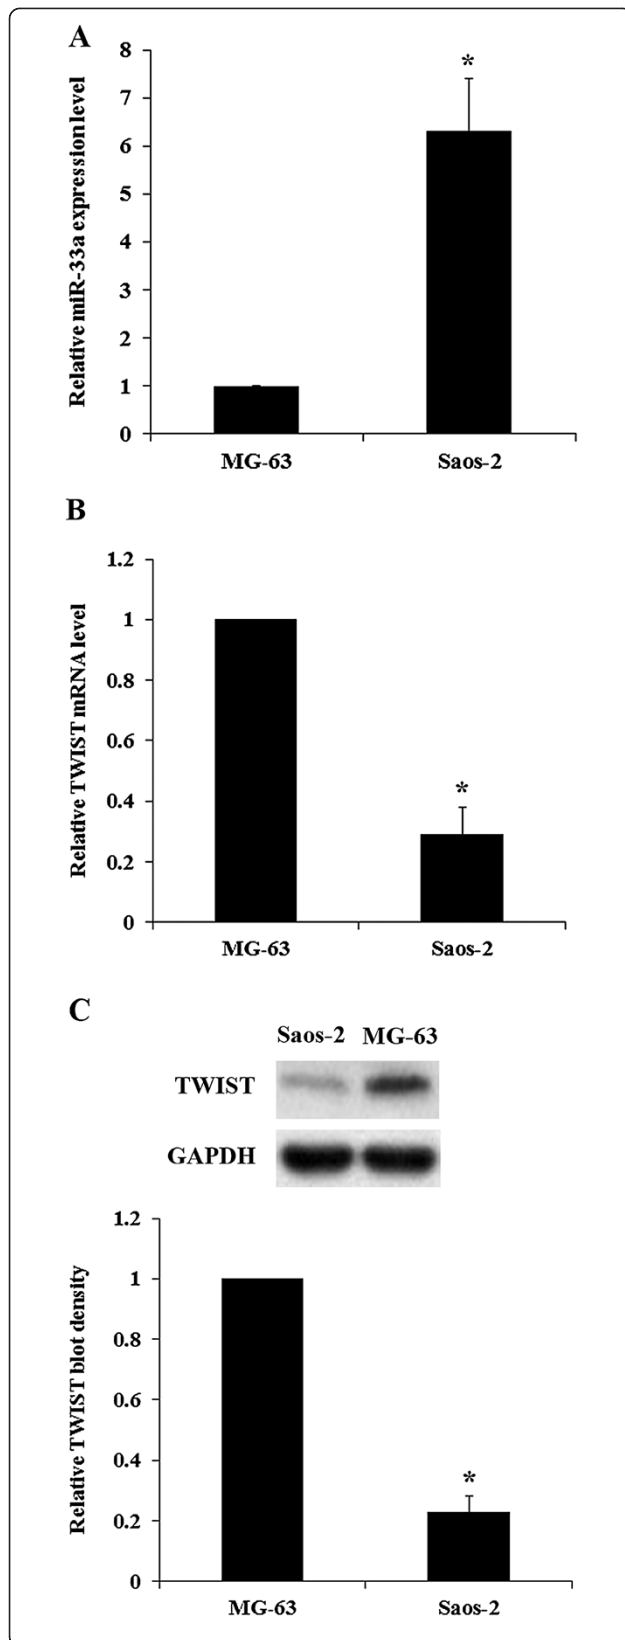 A
Relative miR-33a expression level
8
7
6
5
4
3
2
1
0
*
MG-63 Saos-2
B
Relative TWIST mRNA level
1.2
1
0.8
0.6
0.4
0.2
0
*
MG-63 Saos-2
C
Saos-2 MG-63
TWIST
GAPDH
Relative TWIST blot density
1.2
1
0.8
0.6
0.4
0.2
0
*
MG-63 Saos-2